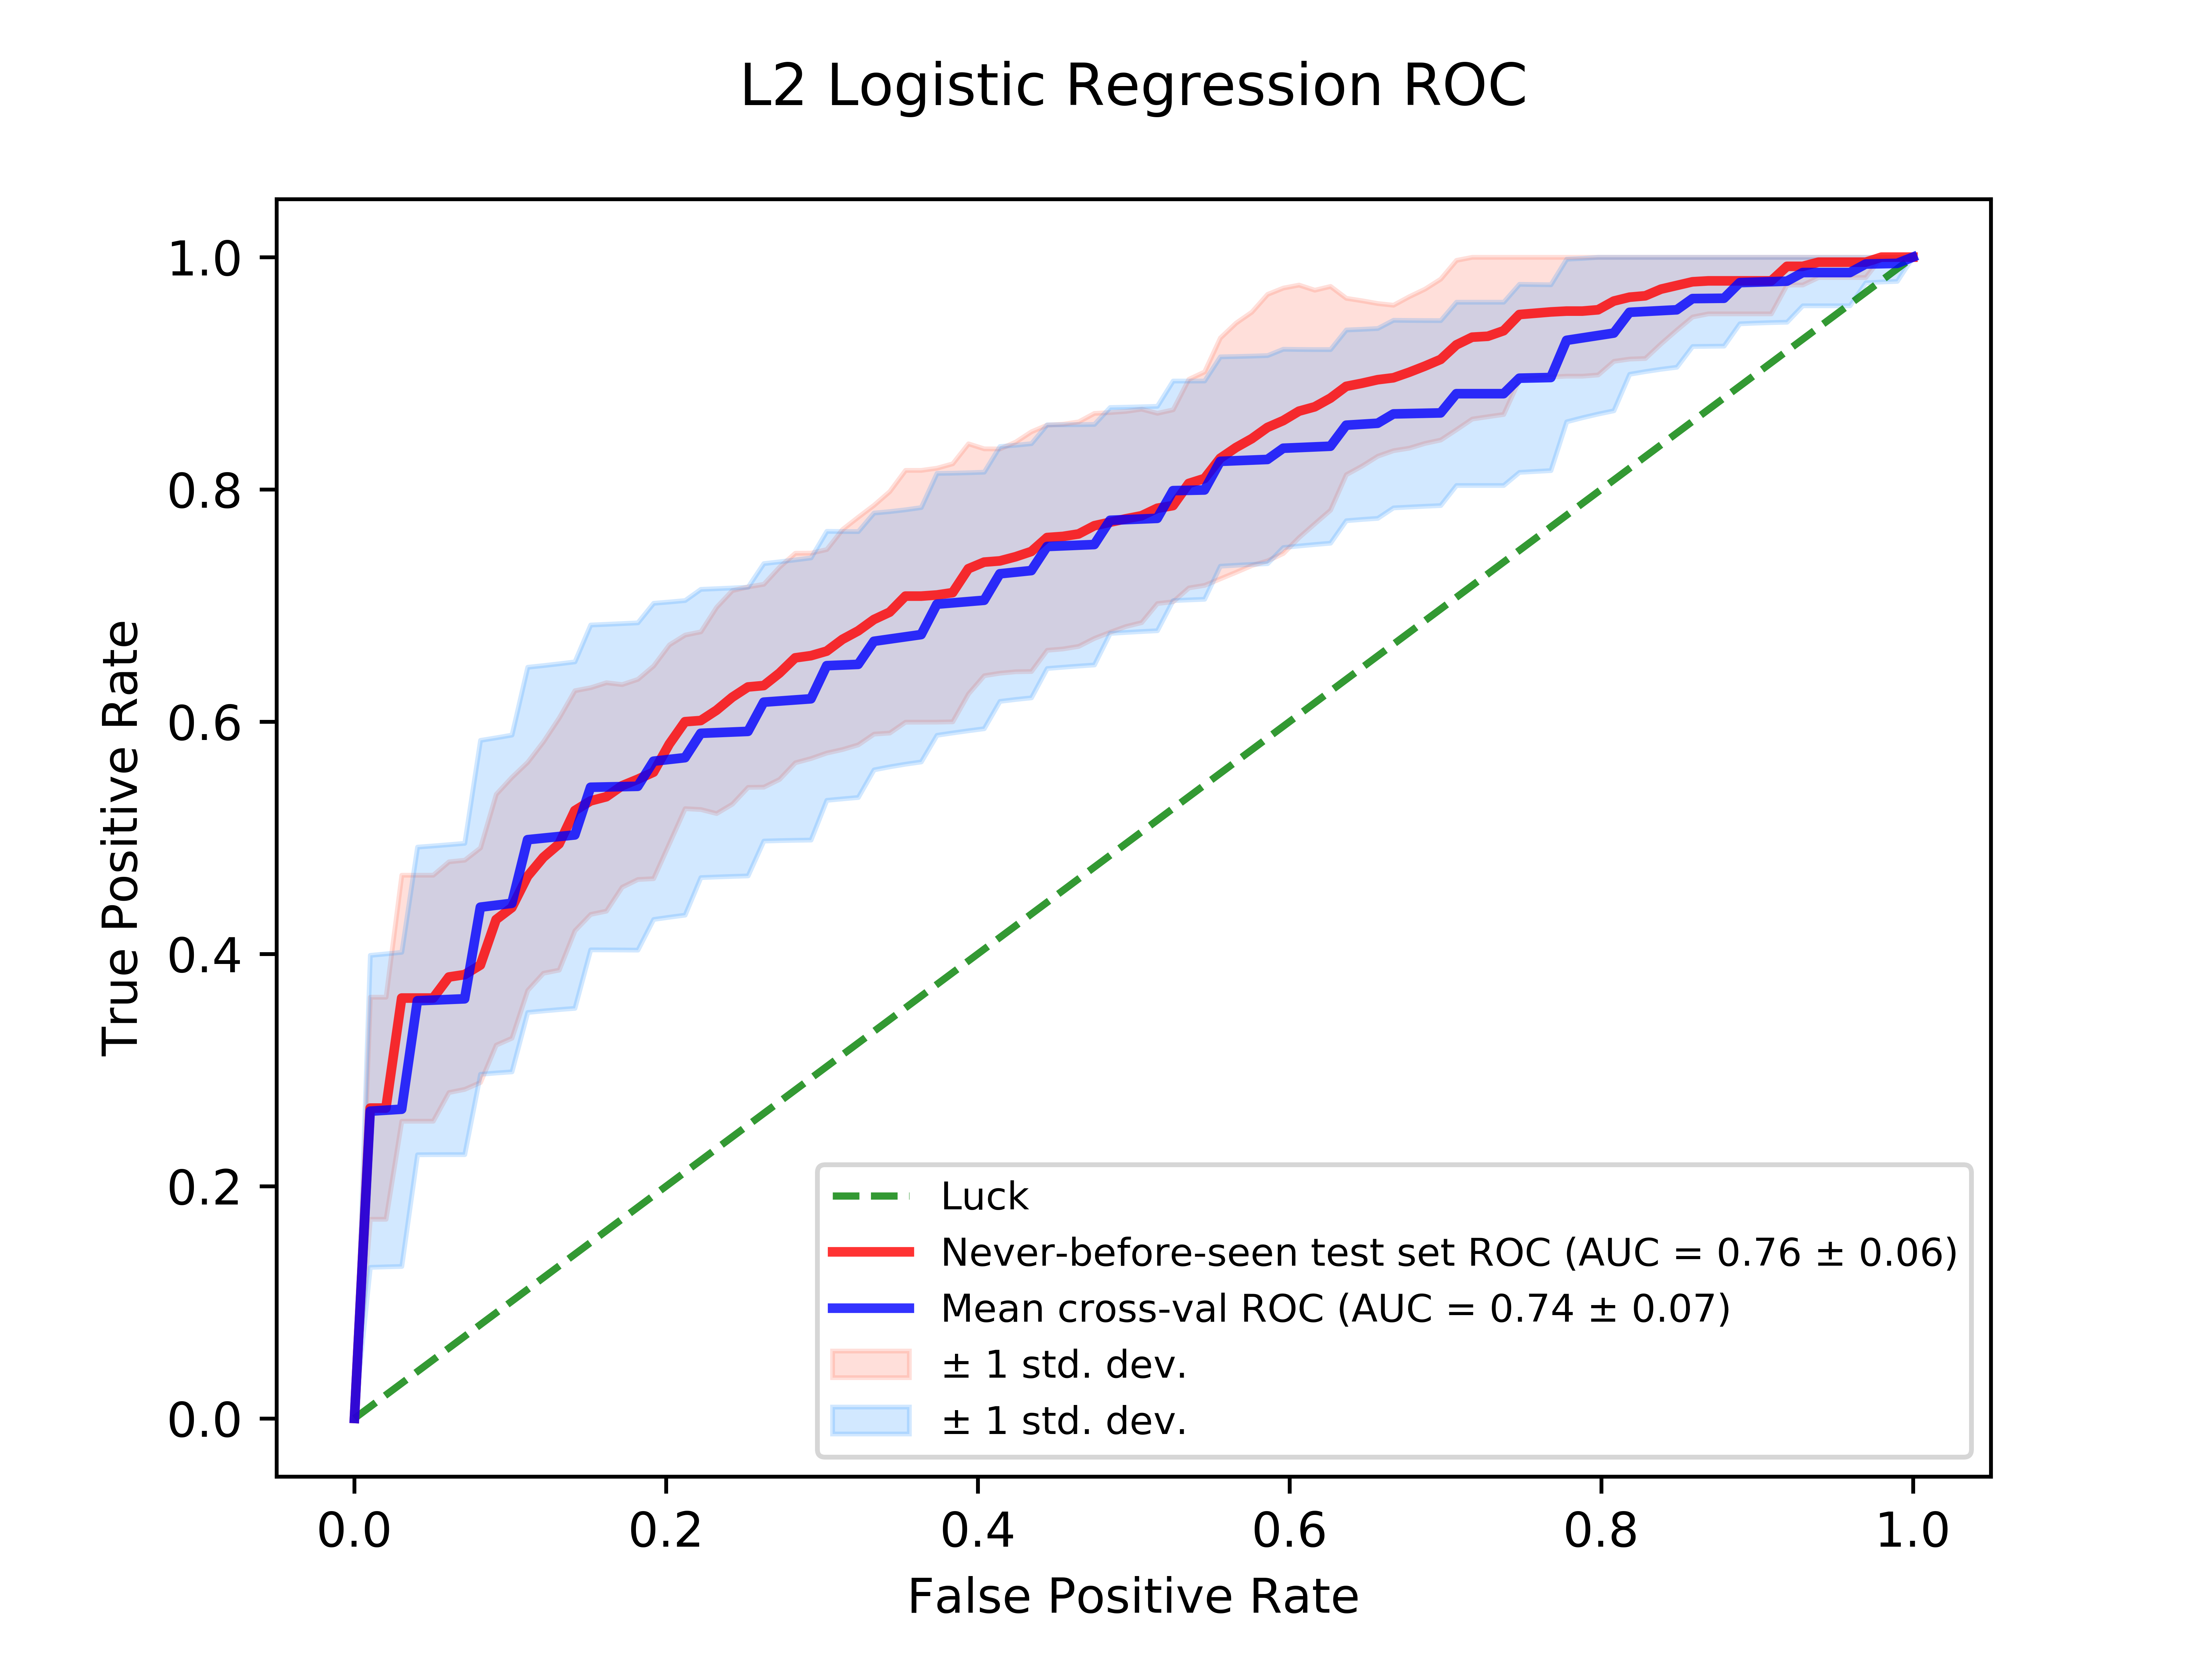 L2 Logistic Regression ROC
True Positive Rate
1.0
0.8
0.6
0.4
0.2
0.0
Luck
Never-before-seen test set ROC (AUC = 0.76 ± 0.06)
Mean cross-val ROC (AUC = 0.74 ± 0.07)
± 1 std. dev.
± 1 std. dev.
0.0 0.2 0.4 0.6 0.8 1.0
False Positive Rate